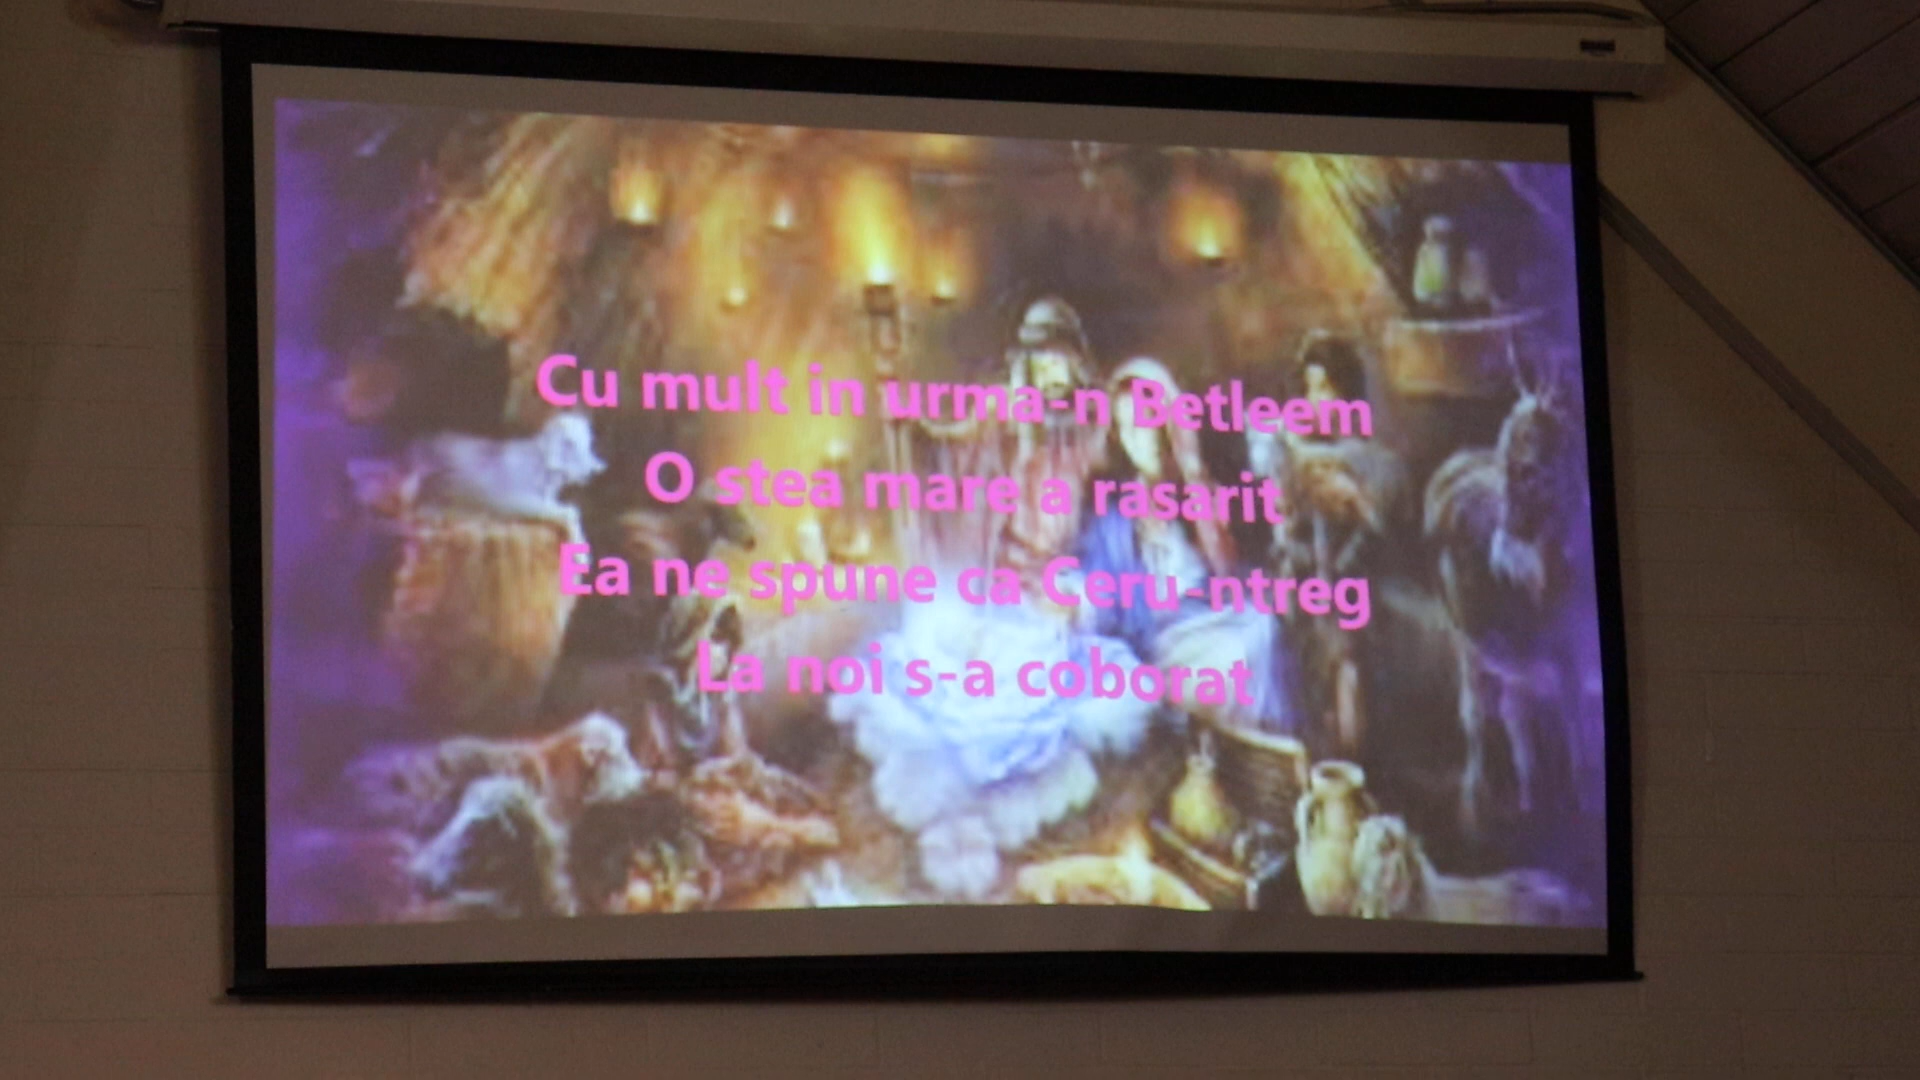 Cu mult in urma-n Betleem
O stea mare a rasarit
Ea ne spune ca Ceru-ntreg
La noi s-a coborat